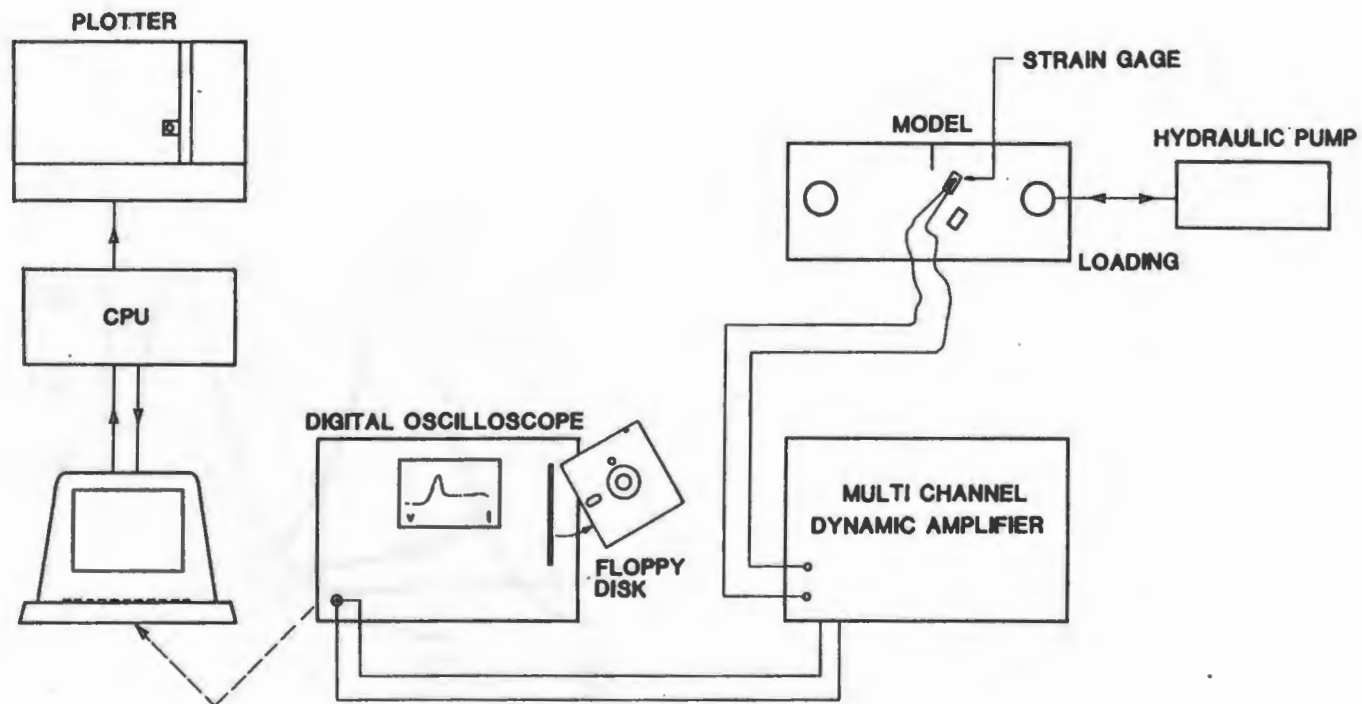 PLOTTER
STRAIN GAGE
MODEL
HYDRAULIC PUMP
LOADING
CPU
DIGITAL OSCILLOSCOPE
V
t
FLOPPY
DISK
MULTI CHANNEL
DYNAMIC AMPLIFIER